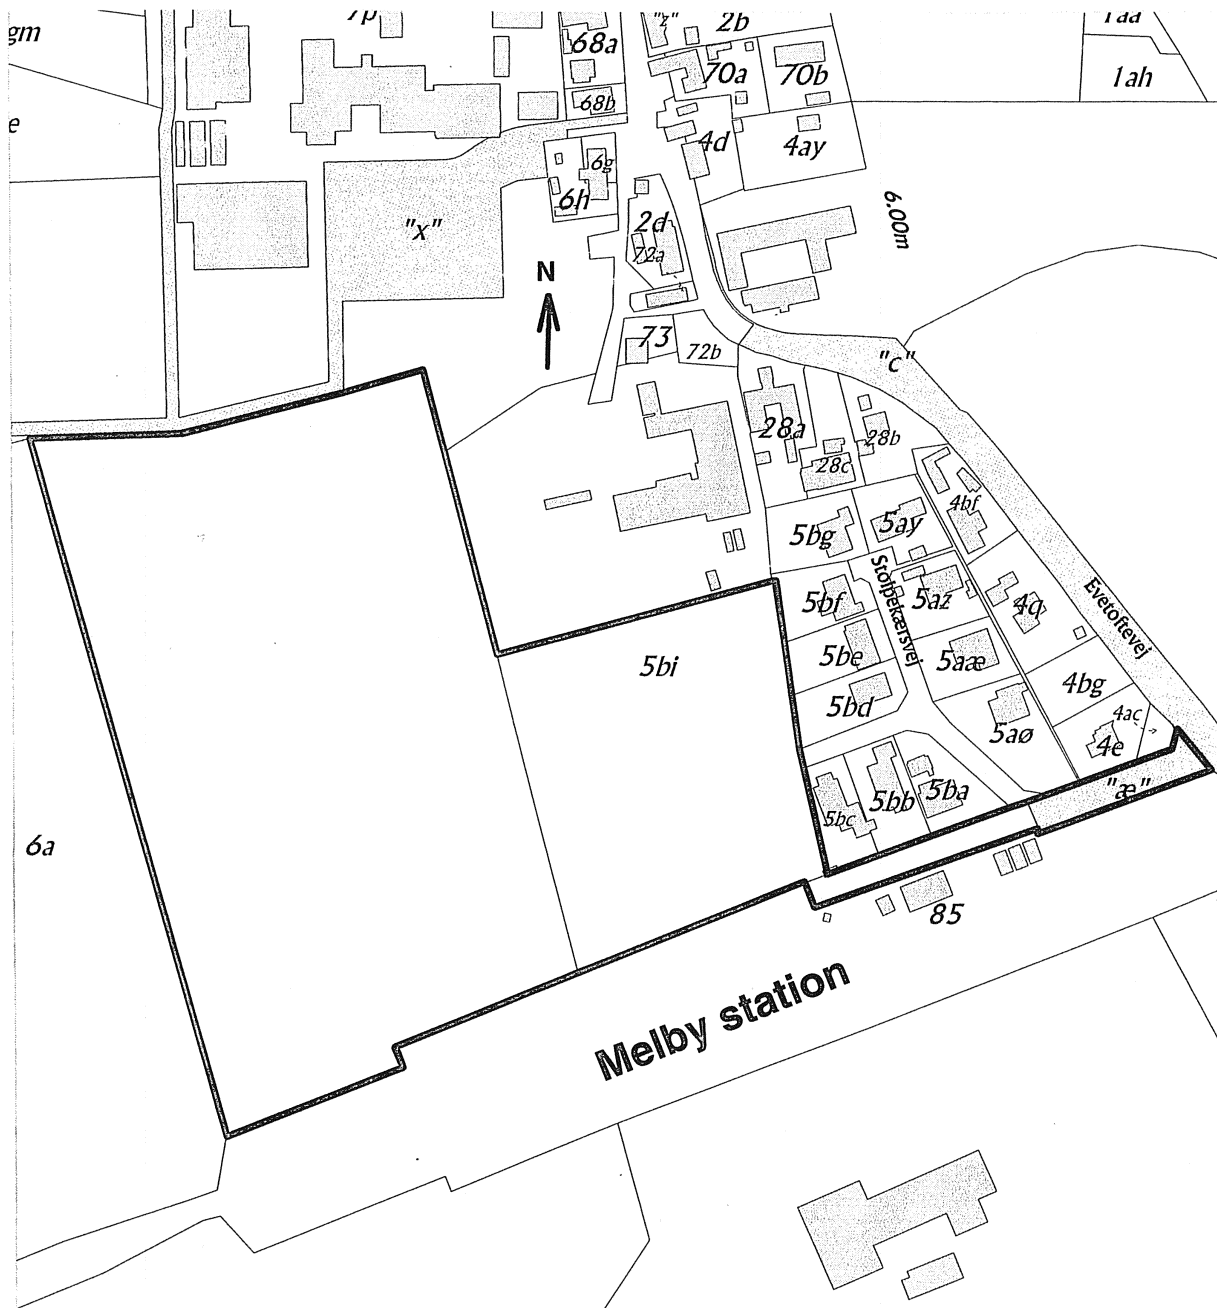 gm
7p
68a
"z"
2b
1aa
70a
70b
1ah
68b
e
4d
4ay
6g
6h
"x"
2d
72a
6.00m
N
73
72b
"c"
28a
28b
28c
4bf
5bg
5ay
Stolpekærsvej
5bf
5az
4q
Evetoftevej
5be
5aæ
5bi
4bg
5bd
4ac
5aø
4e
"æ"
5bb
5ba
5bc
6a
85
Melby station